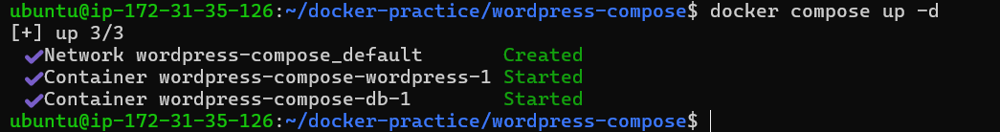 ubuntu@ip-172-31-35-126:~/docker-practice/wordpress-compose$ docker compose up -d
[+] up 3/3
✔Network wordpress-compose_default Created
✔Container wordpress-compose-wordpress-1 Started
✔Container wordpress-compose-db-1 Started
ubuntu@ip-172-31-35-126:~/docker-practice/wordpress-compose$